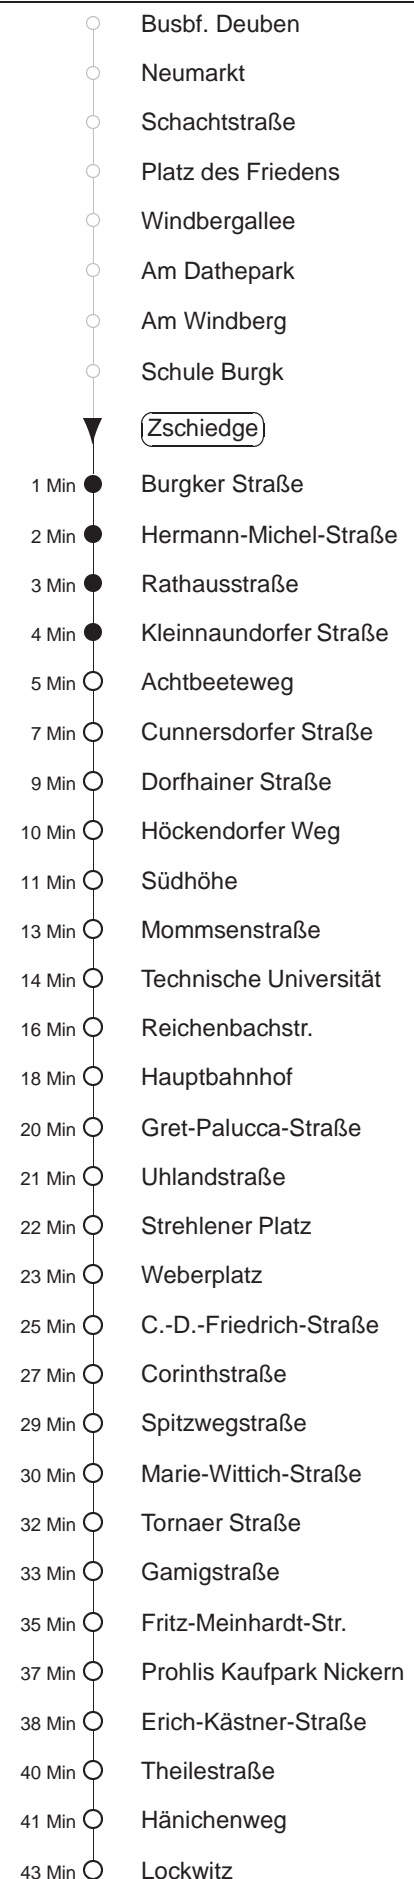 Busbf. Deuben
Neumarkt
Schachtstraße
Platz des Friedens
Windbergallee
Am Dathepark
Am Windberg
Schule Burgk
Zschiedge
1 Min Burgker Straße
2 Min Hermann-Michel-Straße
3 Min Rathausstraße
4 Min Kleinnaundorfer Straße
5 Min Achtbeeteweg
7 Min Cunnersdorfer Straße
9 Min Dorfhainer Straße
10 Min Höckendorfer Weg
11 Min Südhöhe
13 Min Mommsenstraße
14 Min Technische Universität
16 Min Reichenbachstr.
18 Min Hauptbahnhof
20 Min Gret-Palucca-Straße
21 Min Uhlandstraße
22 Min Strehlener Platz
23 Min Weberplatz
25 Min C.-D.-Friedrich-Straße
27 Min Corinthstraße
29 Min Spitzwegstraße
30 Min Marie-Wittich-Straße
32 Min Tornaer Straße
33 Min Gamigstraße
35 Min Fritz-Meinhardt-Str.
37 Min Prohlis Kaufpark Nickern
38 Min Erich-Kästner-Straße
40 Min Theilestraße
41 Min Hänichenweg
43 Min Lockwitz